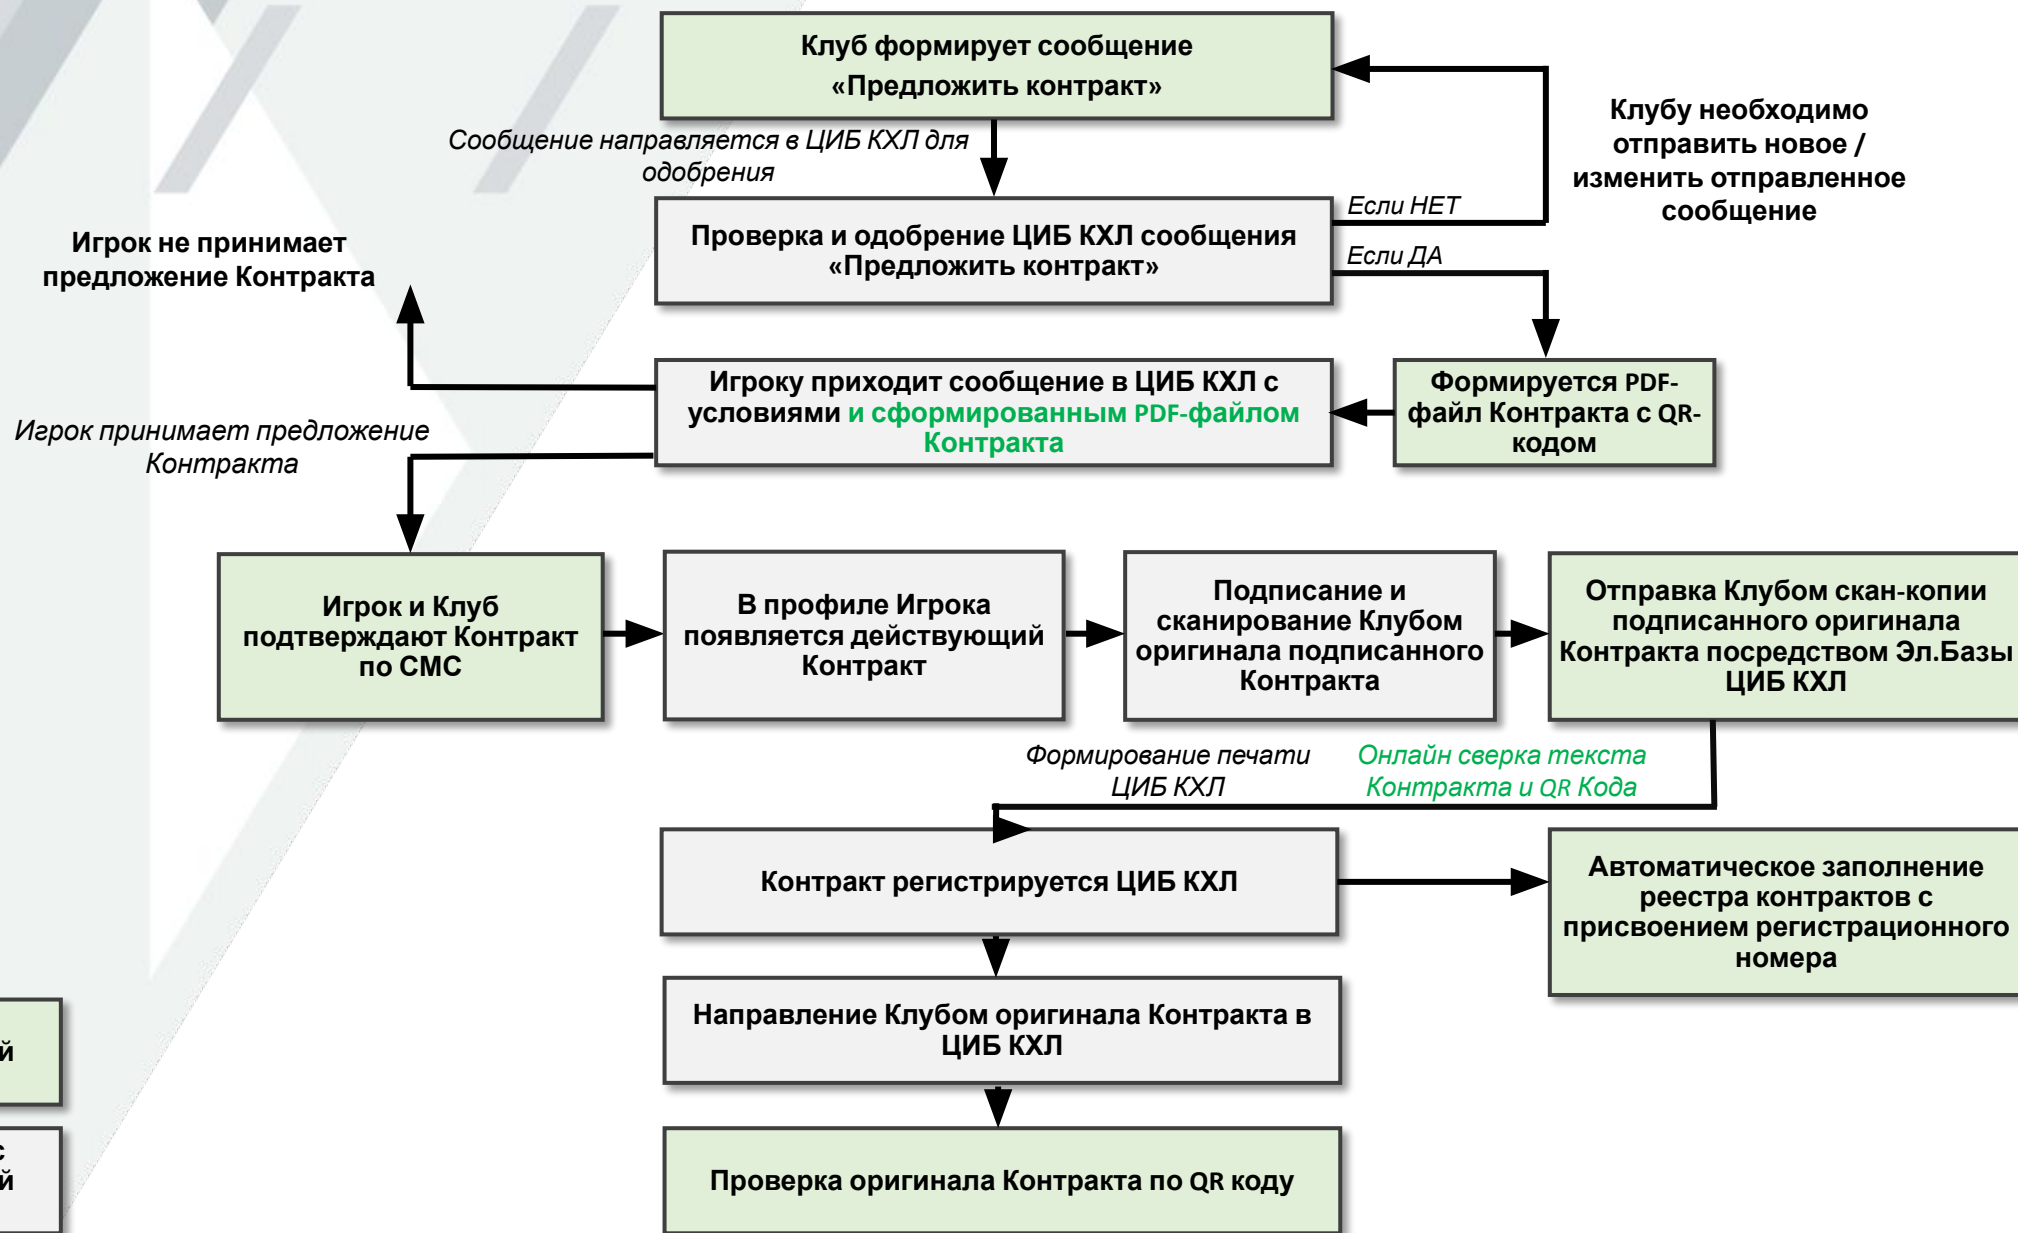 Клуб формирует сообщение
«Предложить контракт»
Сообщение направляется в ЦИБ КХЛ для
одобрения
Клубу необходимо
отправить новое /
изменить отправленное
сообщение
Если НЕТ
Проверка и одобрение ЦИБ КХЛ сообщения
«Предложить контракт»
Если ДА
Игрок не принимает
предложение Контракта
Формируется PDF-
файл Контракта с QR-
кодом
Игроку приходит сообщение в ЦИБ КХЛ с
условиями и сформированным PDF-файлом
Контракта
Игрок принимает предложение
Контракта
Игрок и Клуб
подтверждают Контракт
по СМС
В профиле Игрока
появляется действующий
Контракт
Подписание и
сканирование Клубом
оригинала подписанного
Контракта
Отправка Клубом скан-копии
подписанного оригинала
Контракта посредством Эл.Базы
ЦИБ КХЛ
Формирование печати
ЦИБ КХЛ
Онлайн сверка текста
Контракта и QR Кода
Контракт регистрируется ЦИБ КХЛ
Автоматическое заполнение
реестра контрактов с
присвоением регистрационного
номера
Направление Клубом оригинала Контракта в
ЦИБ КХЛ
Проверка оригинала Контракта по QR коду
й
с
й